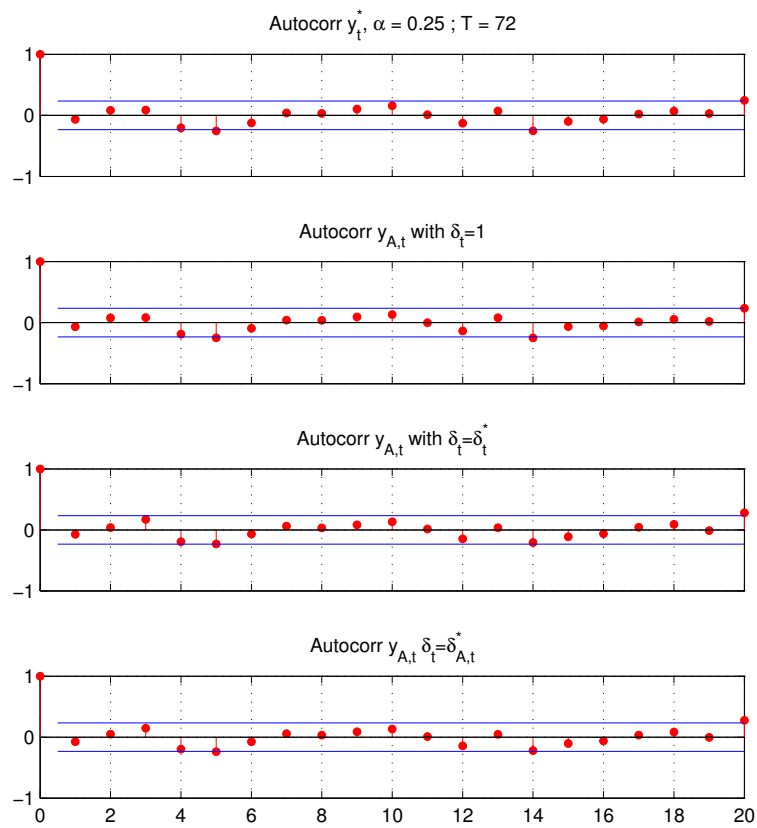 Autocorr y*t, α = 0.25 ; T = 72
1
0
−1
Autocorr yA,t with δt=1
1
0
−1
Autocorr yA,t with δt=δ*t
1
0
−1
Autocorr yA,t δt=δ*A,t
1
0
−1
0 2 4 6 8 10 12 14 16 18 20